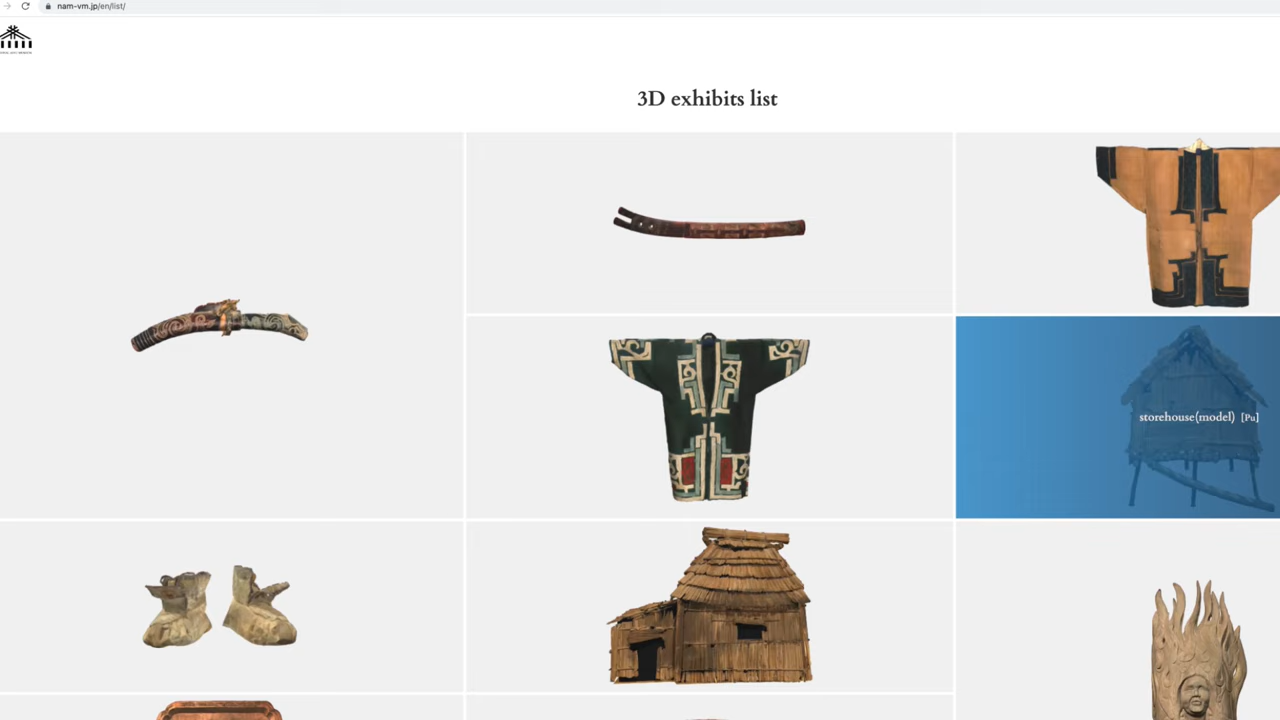 nam-vm.jp/en/list/
3D exhibits list
storehouse(model) [Pu]